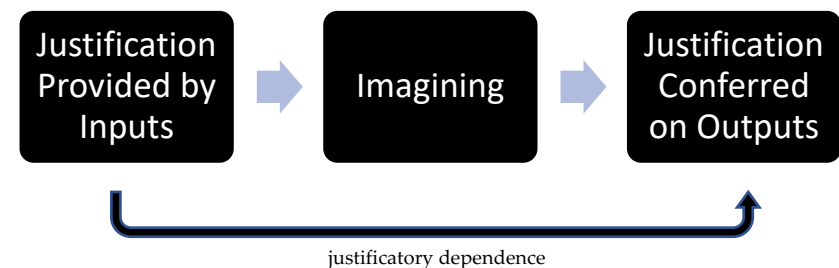 Justification
Provided by
Inputs
Imagining
Justification
Conferred
on Outputs
justificatory dependence